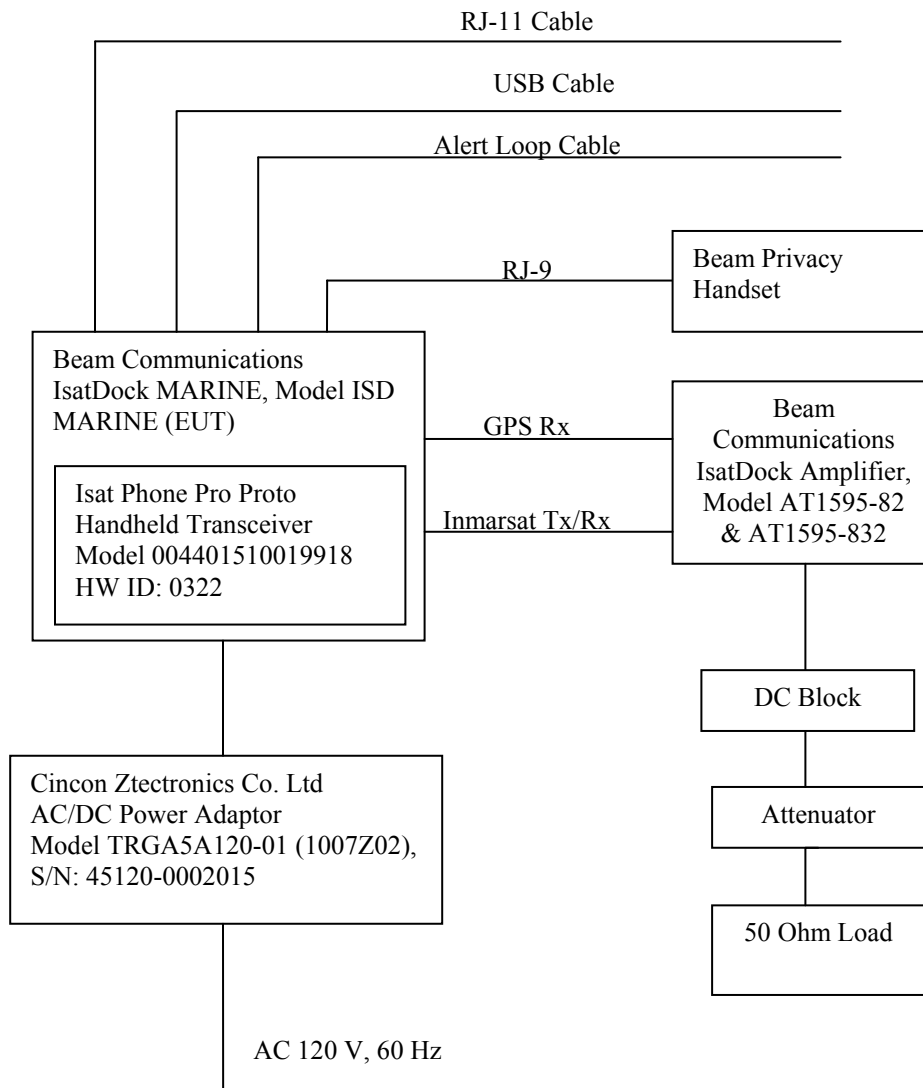 RJ-11 Cable
USB Cable
Alert Loop Cable
RJ-9
Beam Privacy
Handset
Beam Communications
IsatDock MARINE, Model ISD
MARINE (EUT)
Isat Phone Pro Proto
Handheld Transceiver
Model 004401510019918
HW ID: 0322
GPS Rx
Inmarsat Tx/Rx
Beam
Communications
IsatDock Amplifier,
Model AT1595-82
& AT1595-832
DC Block
Attenuator
50 Ohm Load
Cincon Ztectronics Co. Ltd
AC/DC Power Adaptor
Model TRGA5A120-01 (1007Z02),
S/N: 45120-0002015
AC 120 V, 60 Hz